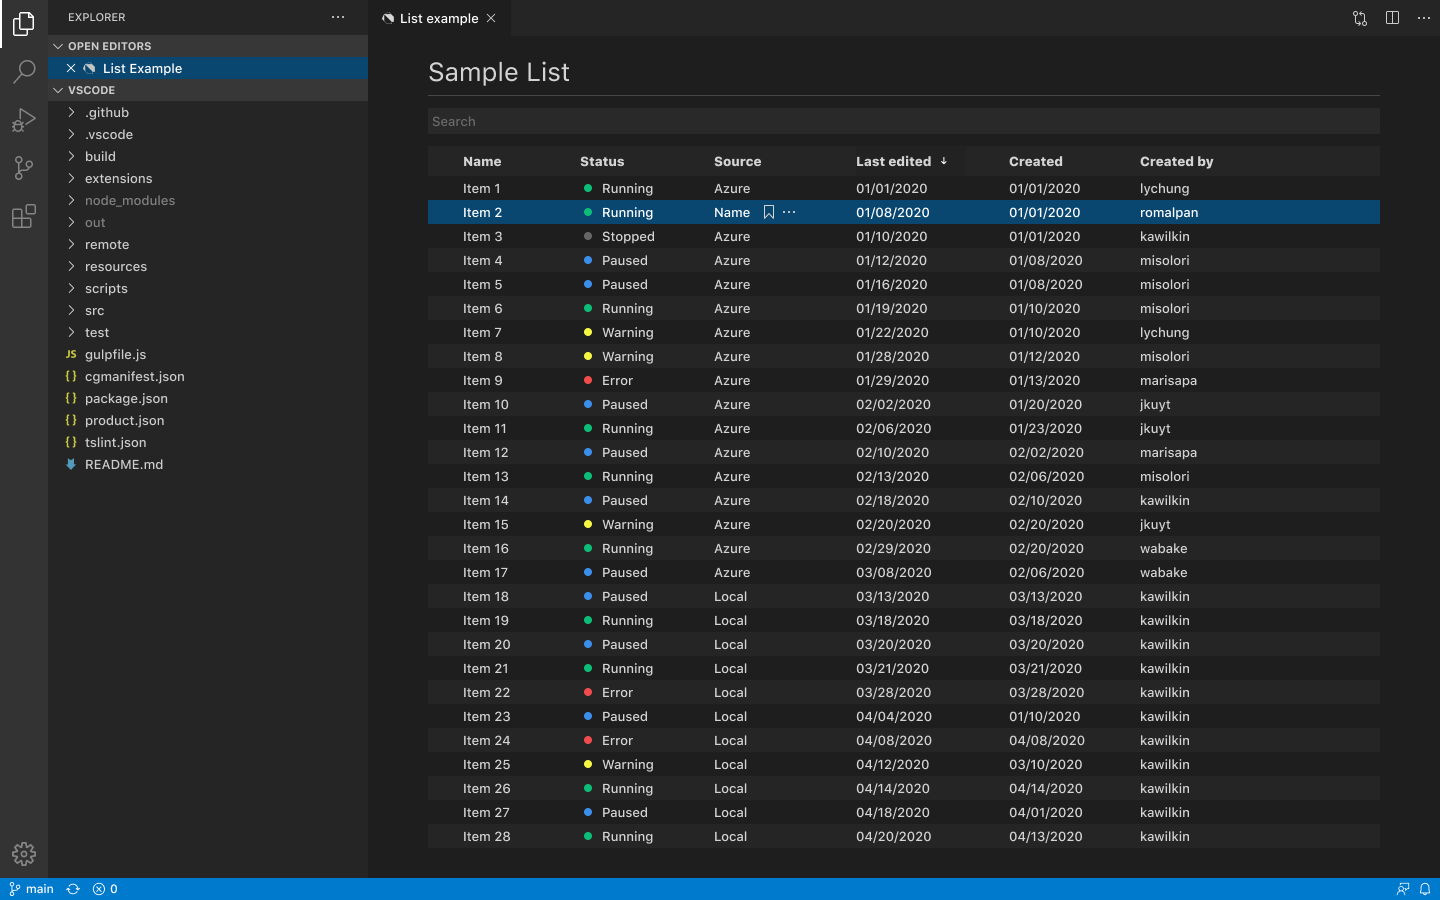 EXPLORER
OPEN EDITORS
List Example
VSCODE
.github
.vscode
build
extensions
node_modules
out
remote
resources
scripts
src
test
JS gulpfile.js
{} cgmanifest.json
{} package.json
{} product.json
{} tslint.json
README.md
List example
Sample List
Search
Name Status Source Last edited ↓ Created Created by
Item 1 Running Azure 01/01/2020 01/01/2020 lychung
Item 2 Running Name 01/08/2020 01/01/2020 romalpan
Item 3 Stopped Azure 01/10/2020 01/01/2020 kawilkin
Item 4 Paused Azure 01/12/2020 01/08/2020 misolori
Item 5 Paused Azure 01/16/2020 01/08/2020 misolori
Item 6 Running Azure 01/19/2020 01/10/2020 misolori
Item 7 Warning Azure 01/22/2020 01/10/2020 lychung
Item 8 Warning Azure 01/28/2020 01/12/2020 misolori
Item 9 Error Azure 01/29/2020 01/13/2020 marisapa
Item 10 Paused Azure 02/02/2020 01/20/2020 jkuyt
Item 11 Running Azure 02/06/2020 01/23/2020 jkuyt
Item 12 Paused Azure 02/10/2020 02/02/2020 marisapa
Item 13 Running Azure 02/13/2020 02/06/2020 misolori
Item 14 Paused Azure 02/18/2020 02/10/2020 kawilkin
Item 15 Warning Azure 02/20/2020 02/20/2020 jkuyt
Item 16 Running Azure 02/29/2020 02/20/2020 wabake
Item 17 Paused Azure 03/08/2020 02/06/2020 wabake
Item 18 Paused Local 03/13/2020 03/13/2020 kawilkin
Item 19 Running Local 03/18/2020 03/18/2020 kawilkin
Item 20 Paused Local 03/20/2020 03/20/2020 kawilkin
Item 21 Running Local 03/21/2020 03/21/2020 kawilkin
Item 22 Error Local 03/28/2020 03/28/2020 kawilkin
Item 23 Paused Local 04/04/2020 01/10/2020 kawilkin
Item 24 Error Local 04/08/2020 04/08/2020 kawilkin
Item 25 Warning Local 04/12/2020 03/10/2020 kawilkin
Item 26 Running Local 04/14/2020 04/14/2020 kawilkin
Item 27 Paused Local 04/18/2020 04/01/2020 kawilkin
Item 28 Running Local 04/20/2020 04/13/2020 kawilkin
main 0